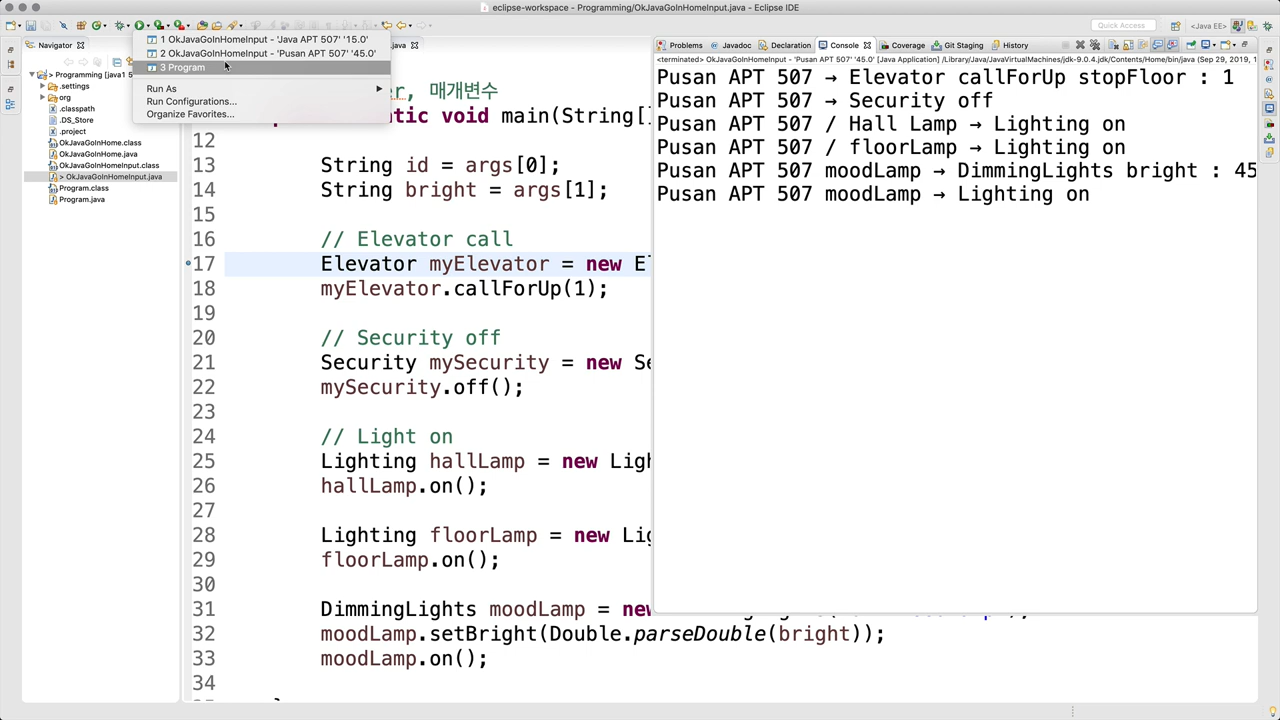 eclipse-workspace - Programming/OkJavaGoInHomeInput.java - Eclipse IDE
Quick Access
<Java EE>
Navigator
.java
1 OkJavaGoInHomeInput - 'Java APT 507' '15.0'
2 OkJavaGoInHomeInput - 'Pusan APT 507' '45.0'
3 Program
Run As
Run Configurations...
Organize Favorites...
> Programming [java1
.settings
org
.classpath
.DS_Store
.project
OkJavaGoInHome.class
OkJavaGoInHome.java
OkJavaGoInHomeInput.class
> OkJavaGoInHomeInput.java
Program.class
Program.java
, 매개변수
void main(String[]
12
13 String id = args[0];
14 String bright = args[1];
15
16 // Elevator call
17 Elevator myElevator = new El
18 myElevator.callForUp(1);
19
20 // Security off
21 Security mySecurity = new Se
22 mySecurity.off();
23
24 // Light on
25 Lighting hallLamp = new Ligh
26 hallLamp.on();
27
28 Lighting floorLamp = new Lig
29 floorLamp.on();
30
31 DimmingLights moodLamp = new
32 moodLamp.setBright(Double.parseDouble(bright));
33 moodLamp.on();
34
Problems Javadoc Declaration Console Coverage Git Staging History
<terminated> OkJavaGoInHomeInput - 'Pusan APT 507' '45.0' [Java Application] /Library/Java/JavaVirtualMachines/jdk-9.0.4.jdk/Contents/Home/bin/java (Sep 29, 2019, 1
Pusan APT 507 → Elevator callForUp stopFloor : 1
Pusan APT 507 → Security off
Pusan APT 507 / Hall Lamp → Lighting on
Pusan APT 507 / floorLamp → Lighting on
Pusan APT 507 moodLamp → DimmingLights bright : 45
Pusan APT 507 moodLamp → Lighting on